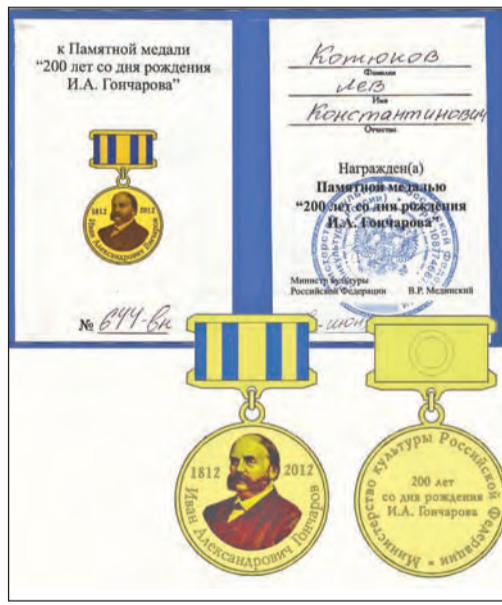 к Памятной медали
“200 лет со дня рождения
И.А. Гончарова”
1812 2012
Иван Александрович Гончаров
№ 644-вн
Котюков
Фамилия
Лев
Имя
Константинович
Отчество
Награжден(а)
Памятной медалью
“200 лет со дня рождения
И.А. Гончарова”
Министр культуры
Российской Федерации В.Р. Мединский
1812 2012
Иван Александрович Гончаров
Министерство культуры Российской Федерации
200 лет
со дня рождения
И.А. Гончарова